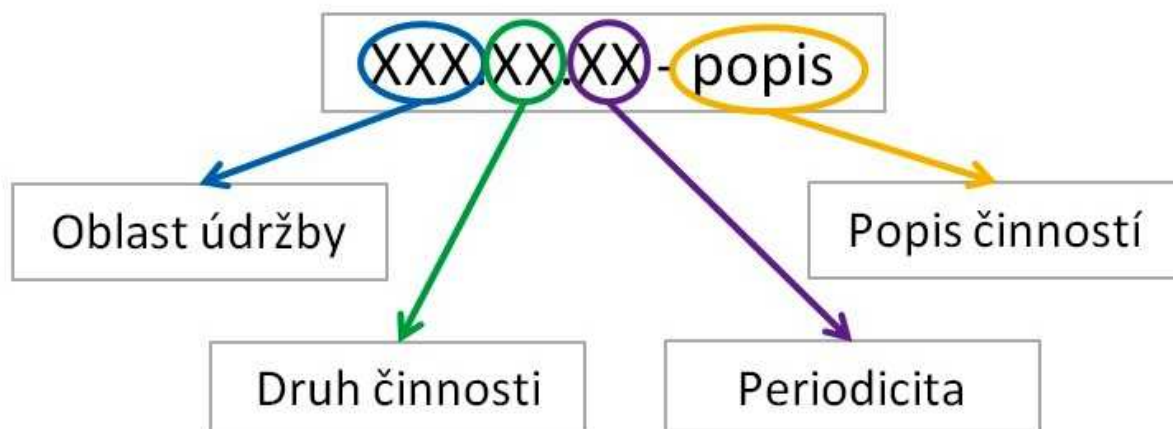 XXX.XX.XX - popis
Oblast údržby
Popis činností
Druh činnosti
Periodicita